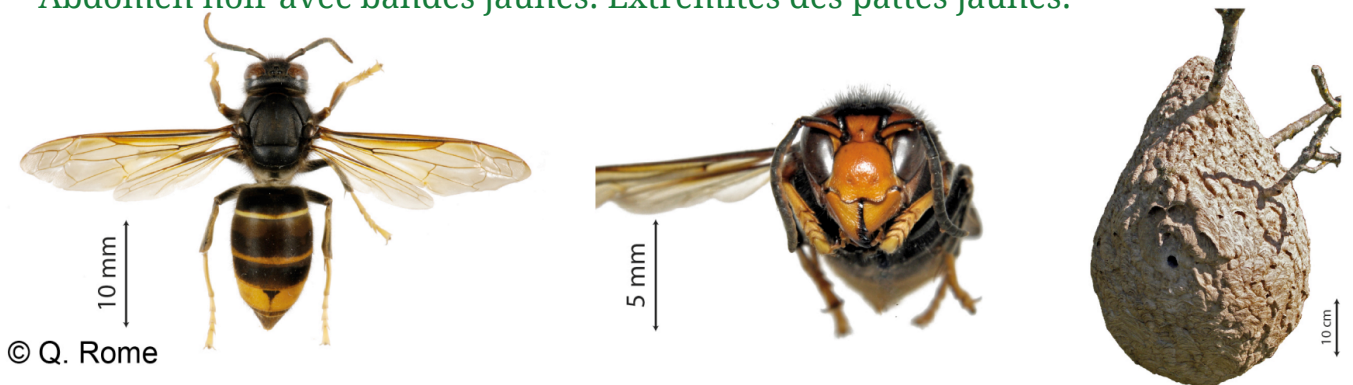 Abdomen noir avec bandes jaunes. Extrémités des pattes jaunes.
10 mm
5 mm
10 cm
© Q. Rome